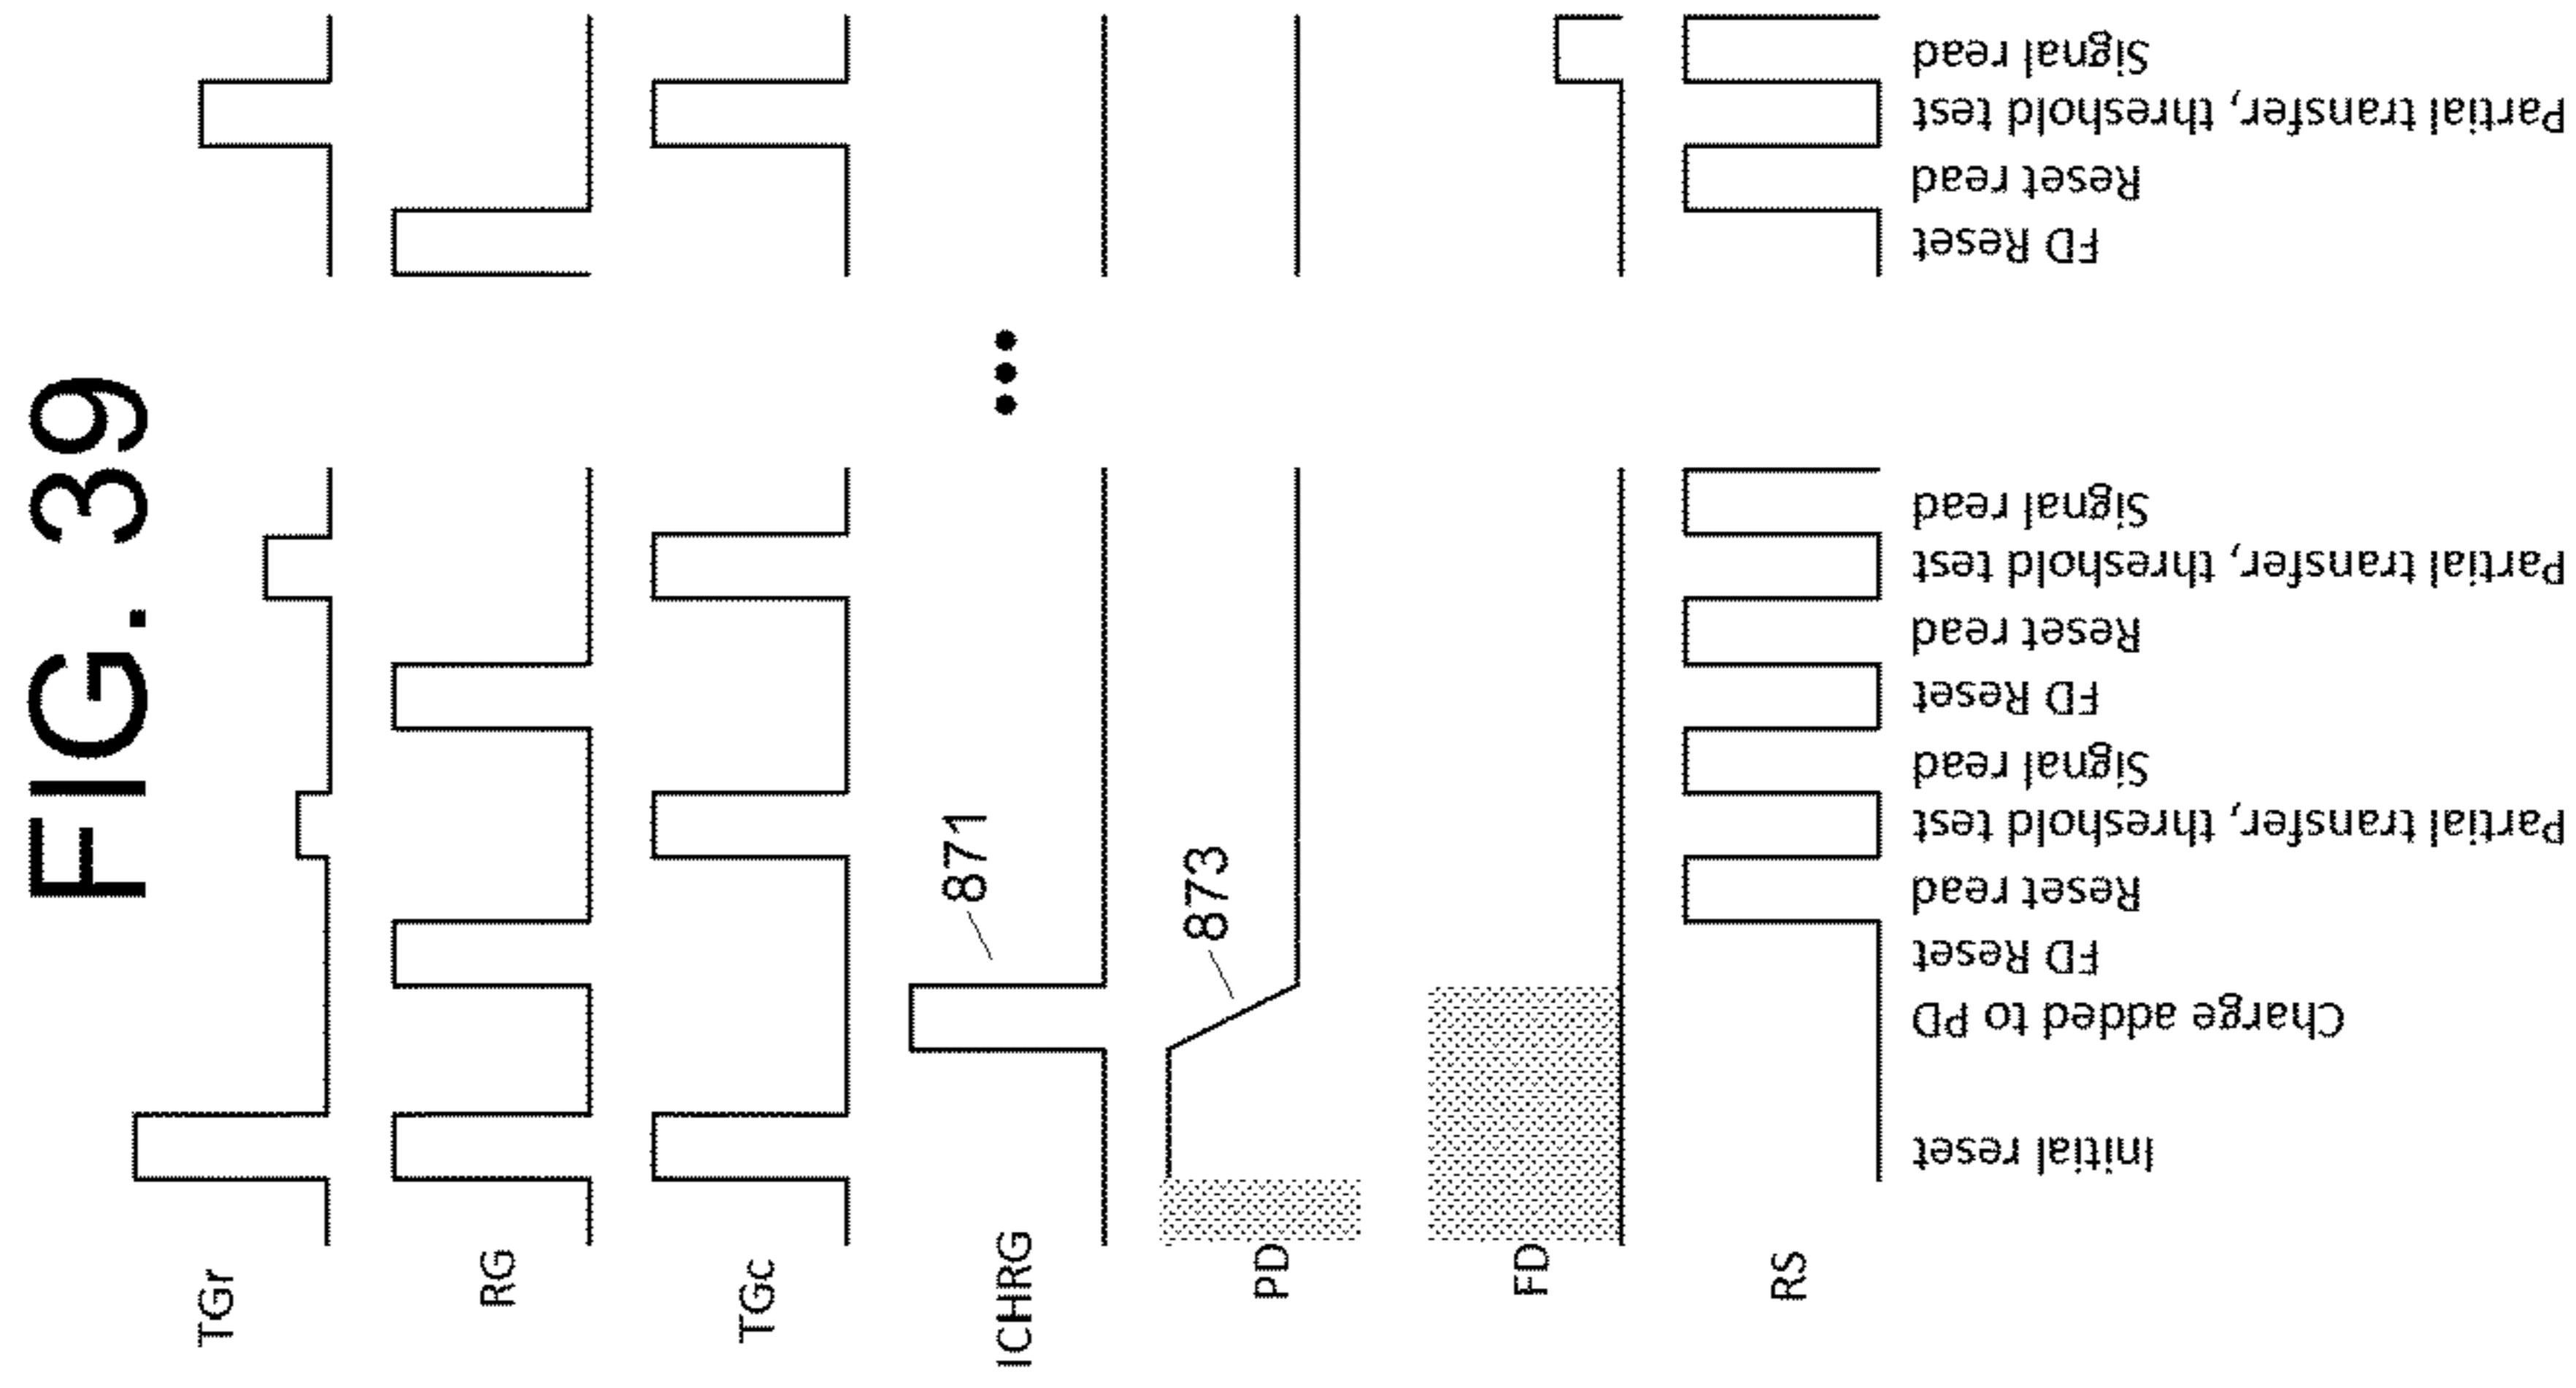 FIG. 39
TGr
RG
TGc
ICHRG
PD
FD
RS
871
873
Initial reset
Charge added to PD
FD Reset
Reset read
Partial transfer, threshold test
Signal read
FD Reset
Reset read
Partial transfer, threshold test
Signal read
FD Reset
Reset read
Partial transfer, threshold test
Signal read